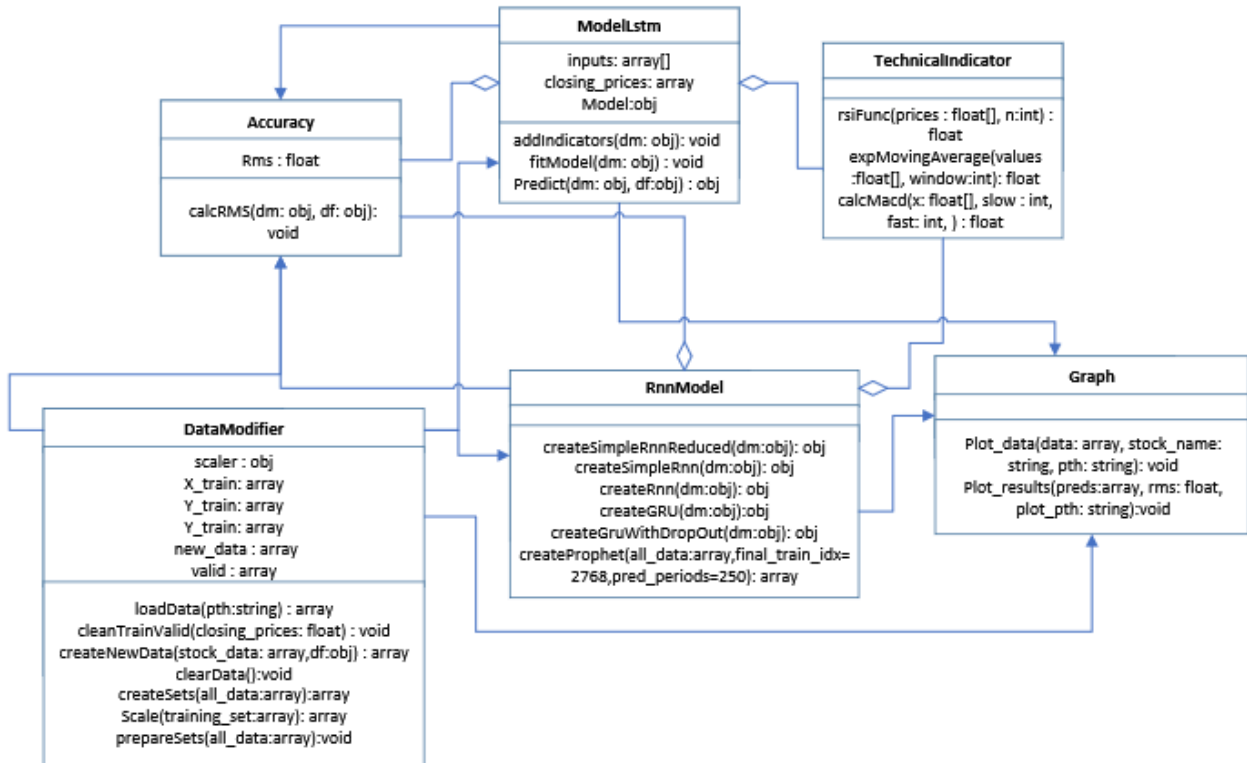 ModelLstm
inputs: array[]
closing_prices: array
Model:obj
addIndicators(dm: obj): void
fitModel(dm: obj) : void
Predict(dm: obj, df:obj) : obj
TechnicalIndicator
rsiFunc(prices : float[], n:int) :
float
expMovingAverage(values
:float[], window:int): float
calcMacd(x: float[], slow : int,
fast: int, ) : float
Accuracy
Rms : float
calcRMS(dm: obj, df: obj):
void
RnnModel
createSimpleRnnReduced(dm:obj): obj
createSimpleRnn(dm:obj): obj
createRnn(dm:obj): obj
createGRU(dm:obj):obj
createGruWithDropOut(dm:obj): obj
createProphet(all_data:array,final_train_idx=
2768,pred_periods=250): array
Graph
Plot_data(data: array, stock_name:
string, pth: string): void
Plot_results(preds:array, rms: float,
plot_pth: string):void
DataModifier
scaler : obj
X_train: array
Y_train: array
Y_train: array
new_data : array
valid : array
loadData(pth:string) : array
cleanTrainValid(closing_prices: float) : void
createNewData(stock_data: array,df:obj) : array
clearData():void
createSets(all_data:array):array
Scale(training_set:array): array
prepareSets(all_data:array):void